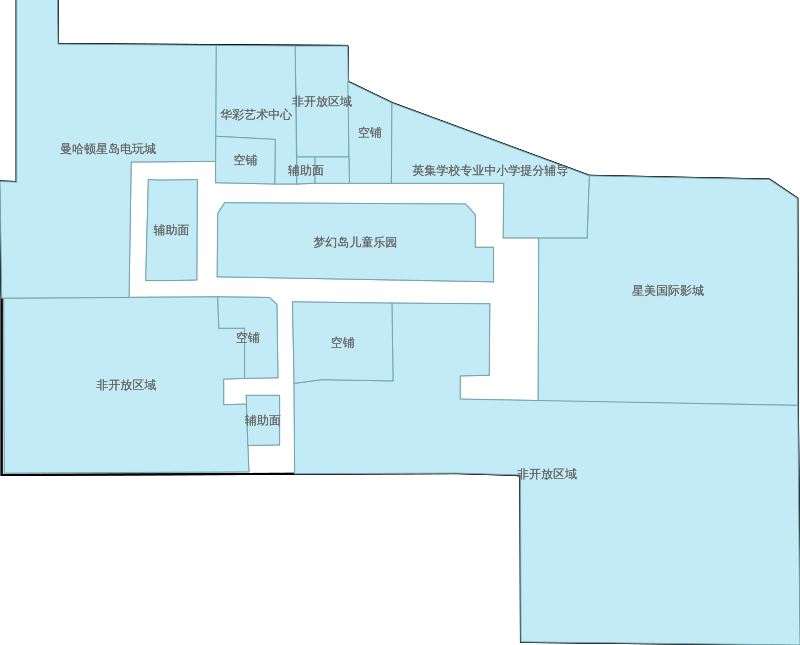 非开放区域
华彩艺术中心
空铺
曼哈顿星岛电玩城
空铺
辅助面
英集学校专业中小学提分辅导
辅助面
梦幻岛儿童乐园
星美国际影城
空铺
空铺
非开放区域
辅助面
非开放区域